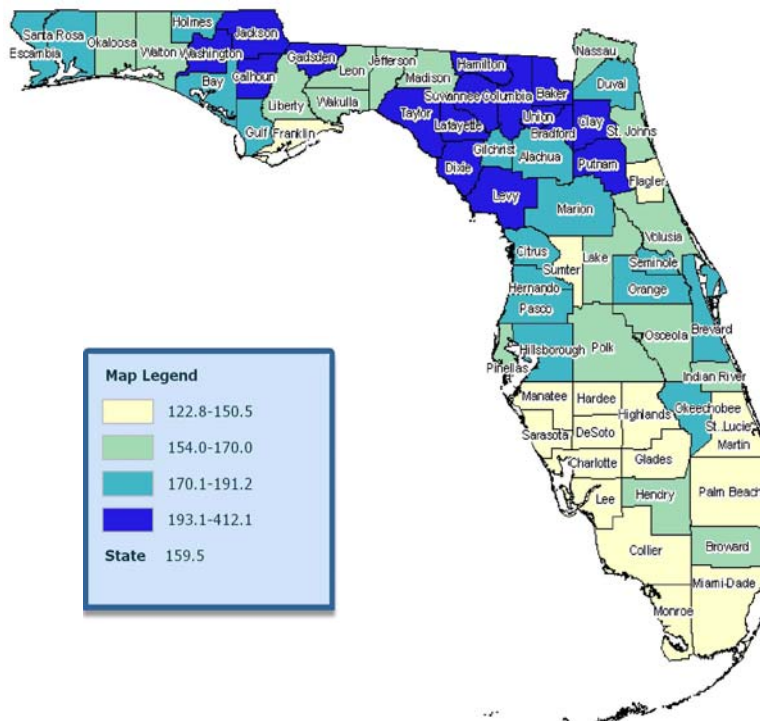 Holmes
Jackson
Santa Rosa
Okaloosa
Escambia
Walton
Washington
Gadsden
Leon
Jefferson
Madison
Hamilton
Nassau
Bay
Calhoun
Liberty
Wakulla
Taylor
Suwannee
Columbia
Baker
Duval
Gulf
Franklin
Lafayette
Union
Bradford
Clay
St. Johns
Gilchrist
Alachua
Putnam
Dixie
Flagler
Levy
Marion
Volusia
Citrus
Sumter
Lake
Seminole
Hernando
Orange
Pasco
Brevard
Hillsborough
Polk
Osceola
Pinellas
Indian River
Manatee
Hardee
Highlands
Okeechobee
St. Lucie
Sarasota
DeSoto
Martin
Charlotte
Glades
Lee
Hendry
Palm Beach
Collier
Broward
Monroe
Miami-Dade
Map Legend
122.8-150.5
154.0-170.0
170.1-191.2
193.1-412.1
State 159.5